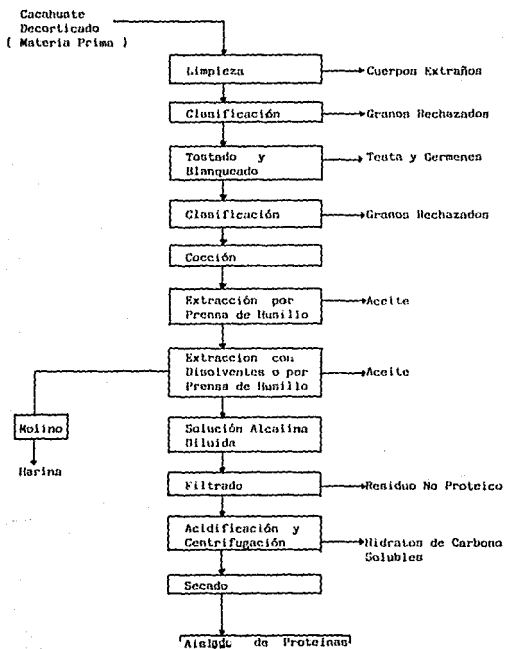 Cacahuate
Decorticado
( Materia Prima )
Limpieza
Cuerpos Extraños
Clasificación
Granos Rechazados
Tostado y
Blanqueado
Testa y Germenes
Clasificación
Granos Rechazados
Cocción
Extracción por
Prensa de Husillo
Aceite
Extraccion con
Disolventes o por
Prensa de Husillo
Aceite
Molino
Harina
Solución Alcalina
Diluida
Filtrado
Residuo No Proteico
Acidificación y
Centrifugación
Hidratos de Carbono
Solubles
Secado
Aislado de Proteinas